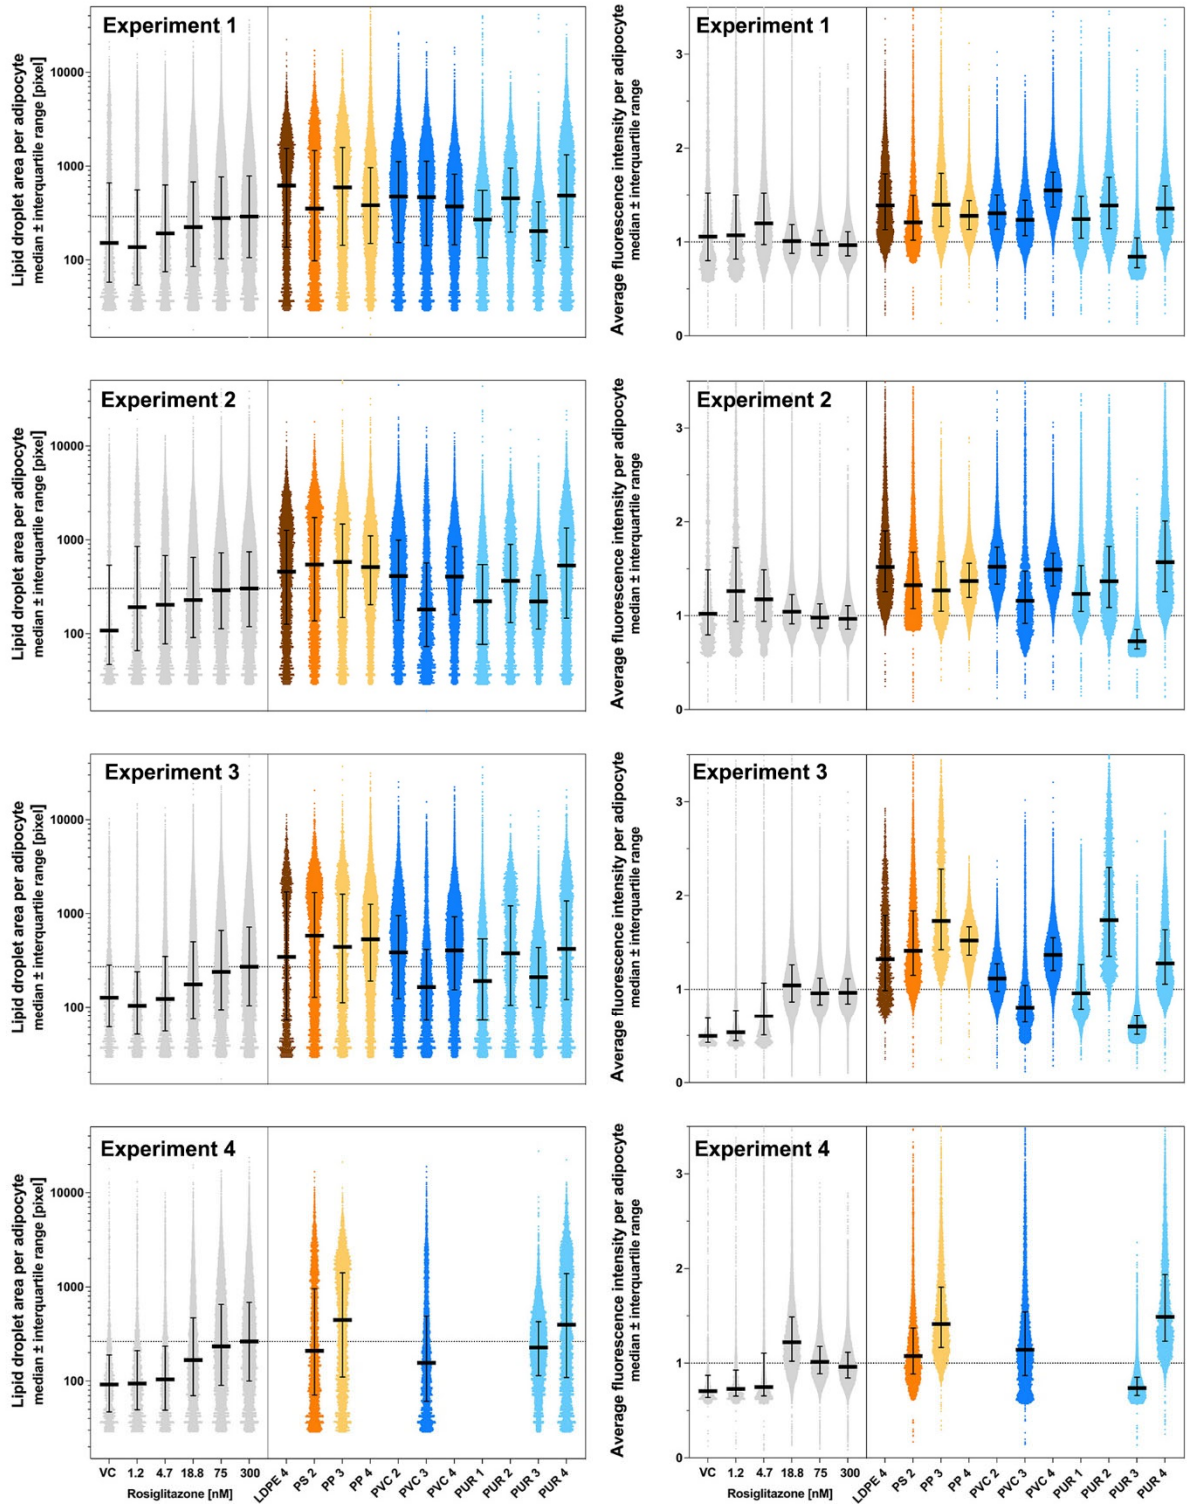 Experiment 1
Lipid droplet area per adipocyte
median ± interquartile range [pixel]
10000
1000
100
Experiment 1
Average fluorescence intensity per adipocyte
median ± interquartile range
3
2
1
0
Experiment 2
Lipid droplet area per adipocyte
median ± interquartile range [pixel]
10000
1000
100
Experiment 2
Average fluorescence intensity per adipocyte
median ± interquartile range
3
2
1
0
Experiment 3
Lipid droplet area per adipocyte
median ± interquartile range [pixel]
10000
1000
100
Experiment 3
Average fluorescence intensity per adipocyte
median ± interquartile range
3
2
1
0
Experiment 4
Lipid droplet area per adipocyte
median ± interquartile range [pixel]
10000
1000
100
VC 1.2 4.7 18.8 75 300 LDPE 4 PS 2 PP 3 PP 4 PVC 2 PVC 3 PVC 4 PUR 1 PUR 2 PUR 3 PUR 4
Rosiglitazone [nM]
Experiment 4
Average fluorescence intensity per adipocyte
median ± interquartile range
3
2
1
0
VC 1.2 4.7 18.8 75 300 LDPE 4 PS 2 PP 3 PP 4 PVC 2 PVC 3 PVC 4 PUR 1 PUR 2 PUR 3 PUR 4
Rosiglitazone [nM]